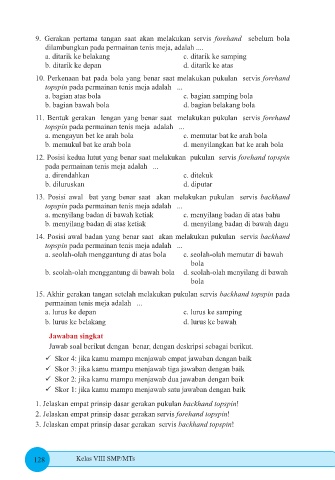 9. Gerakan pertama tangan saat akan melakukan servis forehand sebelum bola
dilambungkan pada permainan tenis meja, adalah ....
a. ditarik ke belakang c. ditarik ke samping
b. ditarik ke depan d. ditarik ke atas
10. Perkenaan bat pada bola yang benar saat melakukan pukulan servis forehand
topspin pada permainan tenis meja adalah ...
a. bagian atas bola c. bagian samping bola
b. bagian bawah bola d. bagian belakang bola
11. Bentuk gerakan lengan yang benar saat melakukan pukulan servis forehand
topspin pada permainan tenis meja adalah ...
a. mengayun bet ke arah bola c. memutar bat ke arah bola
b. memukul bat ke arah bola d. menyilangkan bat ke arah bola
12. Posisi kedua lutut yang benar saat melakukan pukulan servis forehand topspin
pada permainan tenis meja adalah ...
a. direndahkan c. ditekuk
b. diluruskan d. diputar
13. Posisi awal bat yang benar saat akan melakukan pukulan servis backhand
topspin pada permainan tenis meja adalah ...
a. menyilang badan di bawah ketiak c. menyilang badan di atas bahu
b. menyilang badan di atas ketiak d. menyilang badan di bawah dagu
14. Posisi awal badan yang benar saat akan melakukan pukulan servis backhand
topspin pada permainan tenis meja adalah ...
a. seolah-olah menggantung di atas bola c. seolah-olah memutar di bawah
bola
b. seolah-olah menggantung di bawah bola d. seolah-olah menyilang di bawah
bola
15. Akhir gerakan tangan setelah melakukan pukulan servis backhand topspin pada
permainan tenis meja adalah ...
a. lurus ke depan c. lurus ke samping
b. lurus ke belakang d. lurus ke bawah
Jawaban singkat
Jawab soal berikut dengan benar, dengan deskripsi sebagai berikut.
✓ Skor 4: jika kamu mampu menjawab empat jawaban dengan baik
✓ Skor 3: jika kamu mampu menjawab tiga jawaban dengan baik
✓ Skor 2: jika kamu mampu menjawab dua jawaban dengan baik
✓ Skor 1: jika kamu mampu menjawab satu jawaban dengan baik
1. Jelaskan empat prinsip dasar gerakan pukulan backhand topspin!
2. Jelaskan empat prinsip dasar gerakan servis forehand topspin!
3. Jelaskan empat prinsip dasar gerakan servis backhand topspin!
128 Kelas VIII SMP/MTs